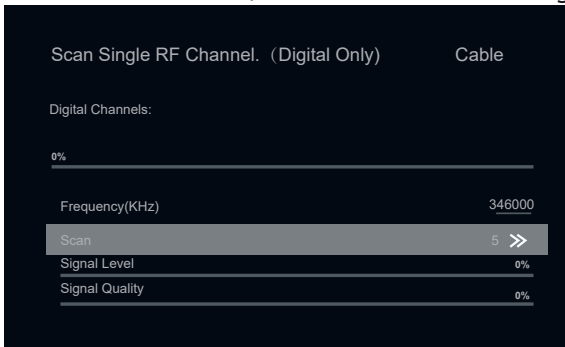 Scan Single RF Channel.（Digital Only) Cable
Digital Channels:
0%
Frequency(KHz) 346000
Scan 5
Signal Level 0%
Signal Quality 0%